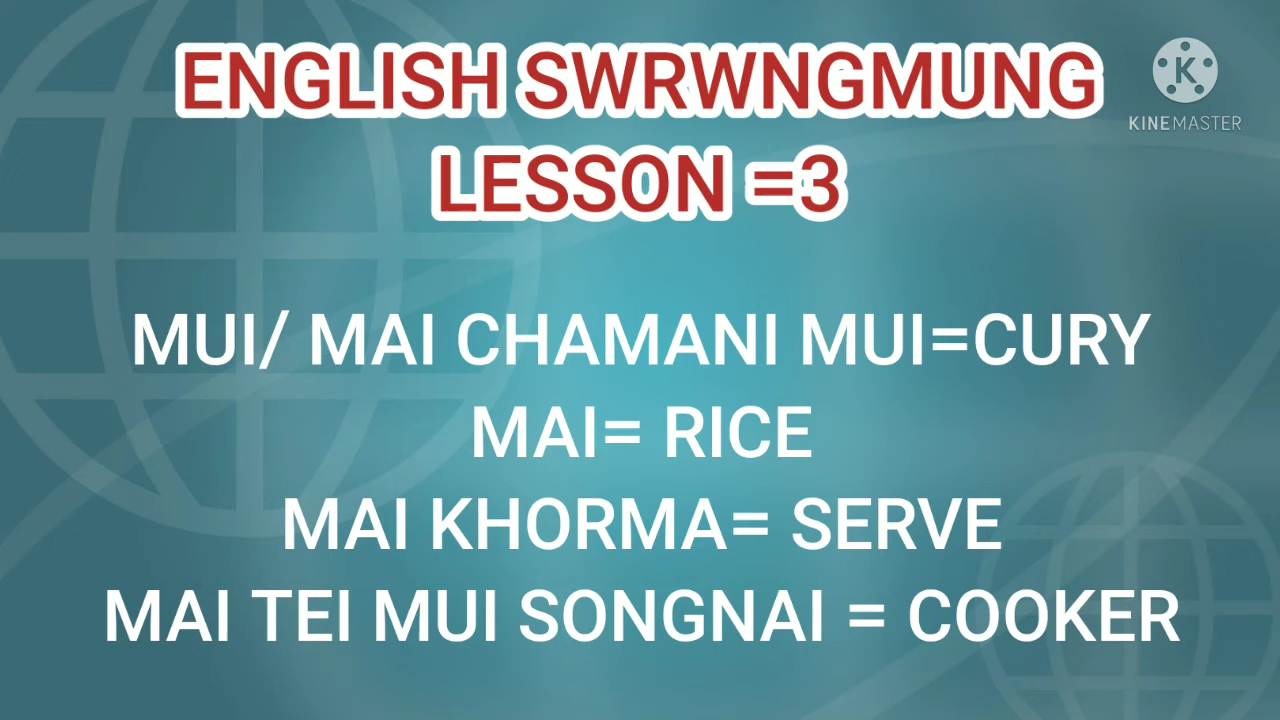 ENGLISH SWRWNGMUNG
LESSON =3
K
KINEMASTER
MUI/ MAI CHAMANI MUI=CURY
MAI= RICE
MAI KHORMA= SERVE
MAI TEI MUI SONGNAI = COOKER